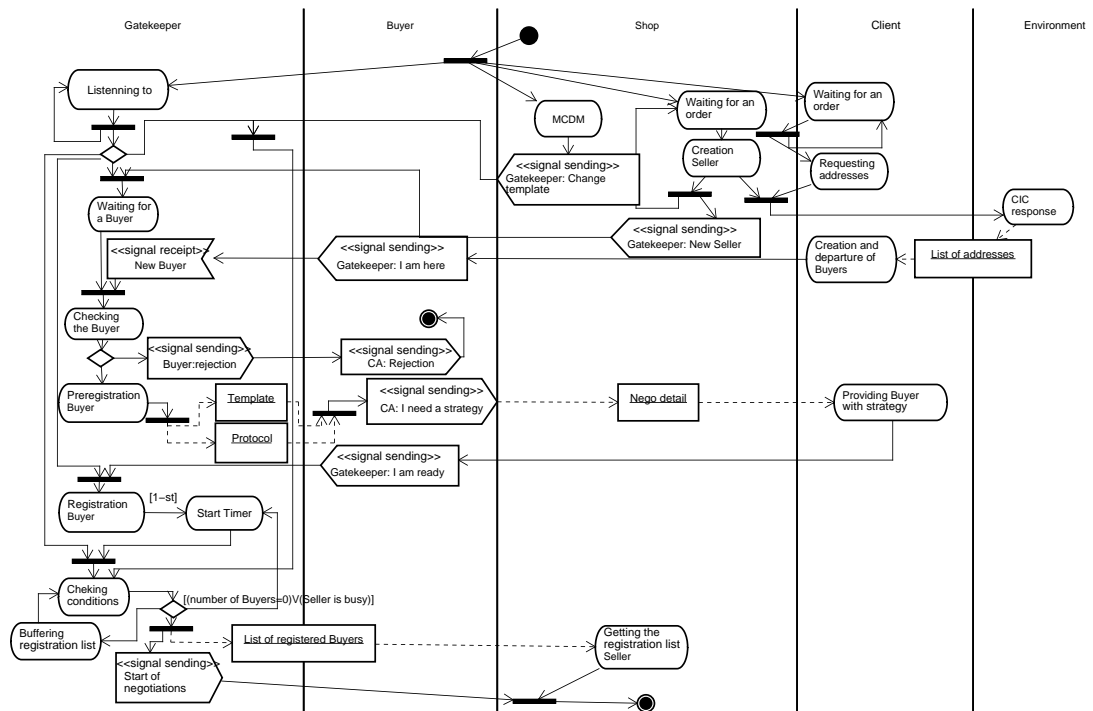 Gatekeeper
Buyer
Shop
Client
Environment
Listenning to
MCDM
Waiting for an
order
Waiting for an
order
Creation
Seller
Requesting
addresses
<<signal sending>>
Gatekeeper: Change
template
Waiting for
a Buyer
CIC
response
<<signal sending>>
Gatekeeper: New Seller
<<signal receipt>>
New Buyer
<<signal sending>>
Gatekeeper: I am here
Creation and
departure of
Buyers
List of addresses
Checking
the Buyer
<<signal sending>>
Buyer:rejection
<<signal sending>>
CA: Rejection
Preregistration
Buyer
Template
Protocol
<<signal sending>>
CA: I need a strategy
Nego detail
Providing Buyer
with strategy
<<signal sending>>
Gatekeeper: I am ready
Registration
Buyer
[1−st]
Start Timer
Cheking
conditions
[(number of Buyers=0)V(Seller is busy)]
Buffering
registration list
List of registered Buyers
Getting the
registration list
Seller
<<signal sending>>
Start of
negotiations